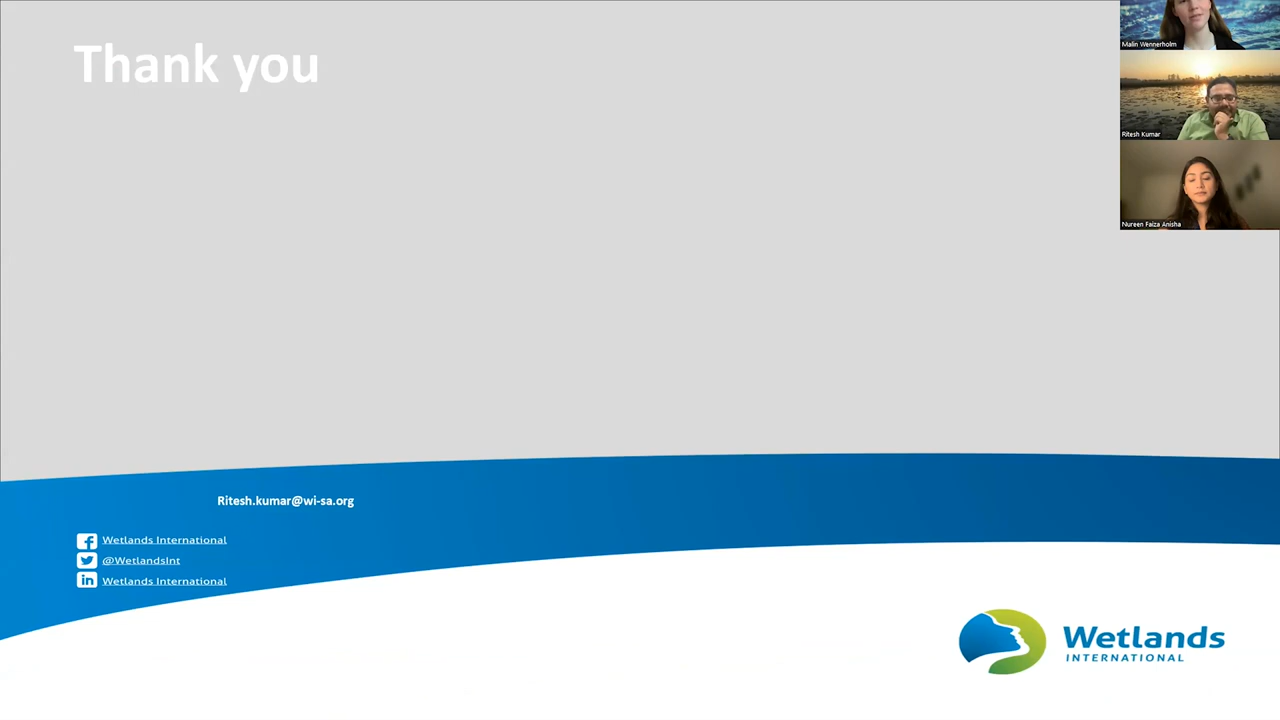 Thank you
Malin Wennerholm
Ritesh Kumar
Nureen Faiza Anisha
Ritesh.kumar@wi-sa.org
Wetlands International
@WetlandsInt
Wetlands International
Wetlands
INTERNATIONAL